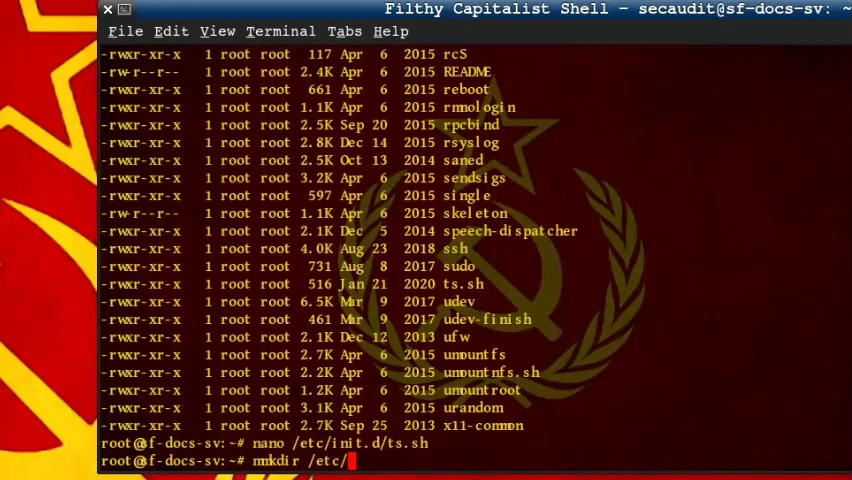 Filthy Capitalist Shell - secaudit@sf-docs-sv: ~
File Edit View Terminal Tabs Help
-rwxr-xr-x 1 root root 117 Apr 6 2015 rcS
-rw-r--r-- 1 root root 2.4K Apr 6 2015 README
-rwxr-xr-x 1 root root 661 Apr 6 2015 reboot
-rwxr-xr-x 1 root root 1.1K Apr 6 2015 rmnologin
-rwxr-xr-x 1 root root 2.5K Sep 20 2015 rpcbind
-rwxr-xr-x 1 root root 2.8K Dec 14 2015 rsyslog
-rwxr-xr-x 1 root root 2.5K Oct 13 2014 saned
-rwxr-xr-x 1 root root 3.2K Apr 6 2015 sendsigs
-rwxr-xr-x 1 root root 597 Apr 6 2015 single
-rw-r--r-- 1 root root 1.1K Apr 6 2015 skeleton
-rwxr-xr-x 1 root root 2.1K Dec 5 2014 speech-dispatcher
-rwxr-xr-x 1 root root 4.0K Aug 23 2018 ssh
-rwxr-xr-x 1 root root 731 Aug 8 2017 sudo
-rwxr-xr-x 1 root root 516 Jan 21 2020 ts.sh
-rwxr-xr-x 1 root root 6.5K Mar 9 2017 udev
-rwxr-xr-x 1 root root 461 Mar 9 2017 udev-finish
-rwxr-xr-x 1 root root 2.1K Dec 12 2013 ufw
-rwxr-xr-x 1 root root 2.7K Apr 6 2015 umountfs
-rwxr-xr-x 1 root root 2.2K Apr 6 2015 umountnfs.sh
-rwxr-xr-x 1 root root 1.2K Apr 6 2015 umountroot
-rwxr-xr-x 1 root root 3.1K Apr 6 2015 urandom
-rwxr-xr-x 1 root root 2.7K Sep 25 2013 x11-common
root@sf-docs-sv:~# nano /etc/init.d/ts.sh
root@sf-docs-sv:~# mkdir /etc/